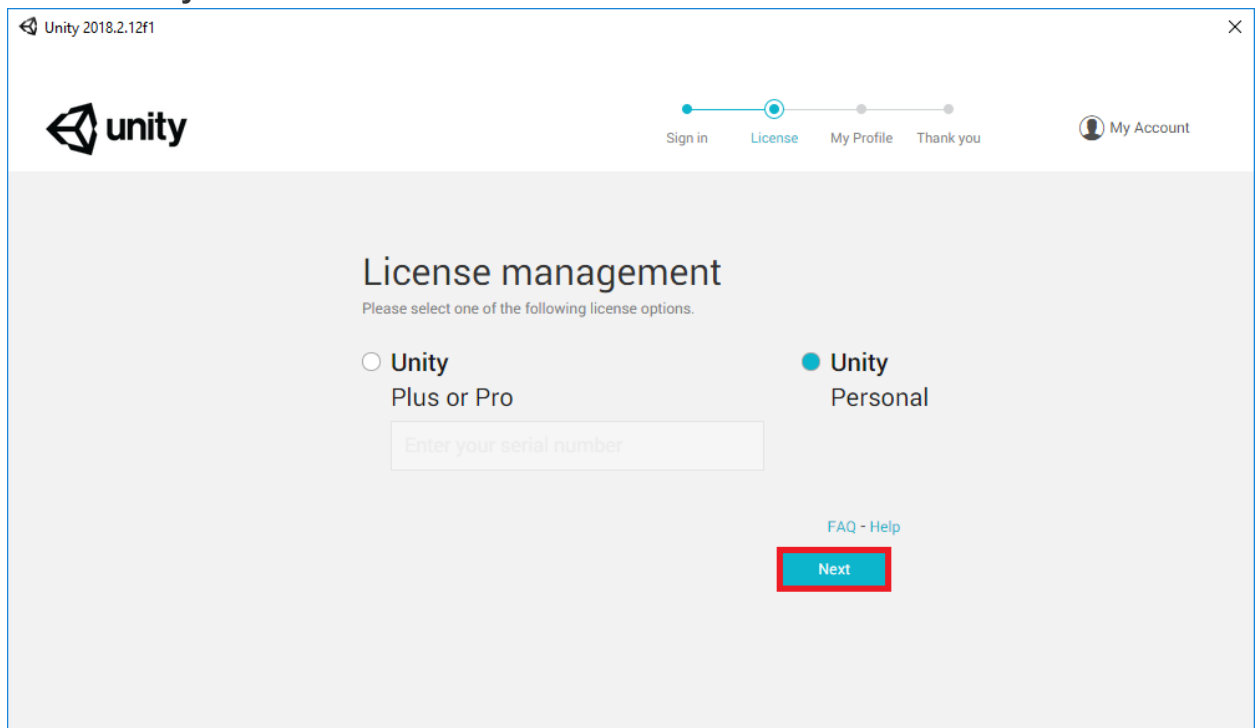 Unity 2018.2.12f1
unity
Sign in License My Profile Thank you
My Account
License management
Please select one of the following license options.
Unity
Plus or Pro
Enter your serial number
Unity
Personal
FAQ - Help
Next